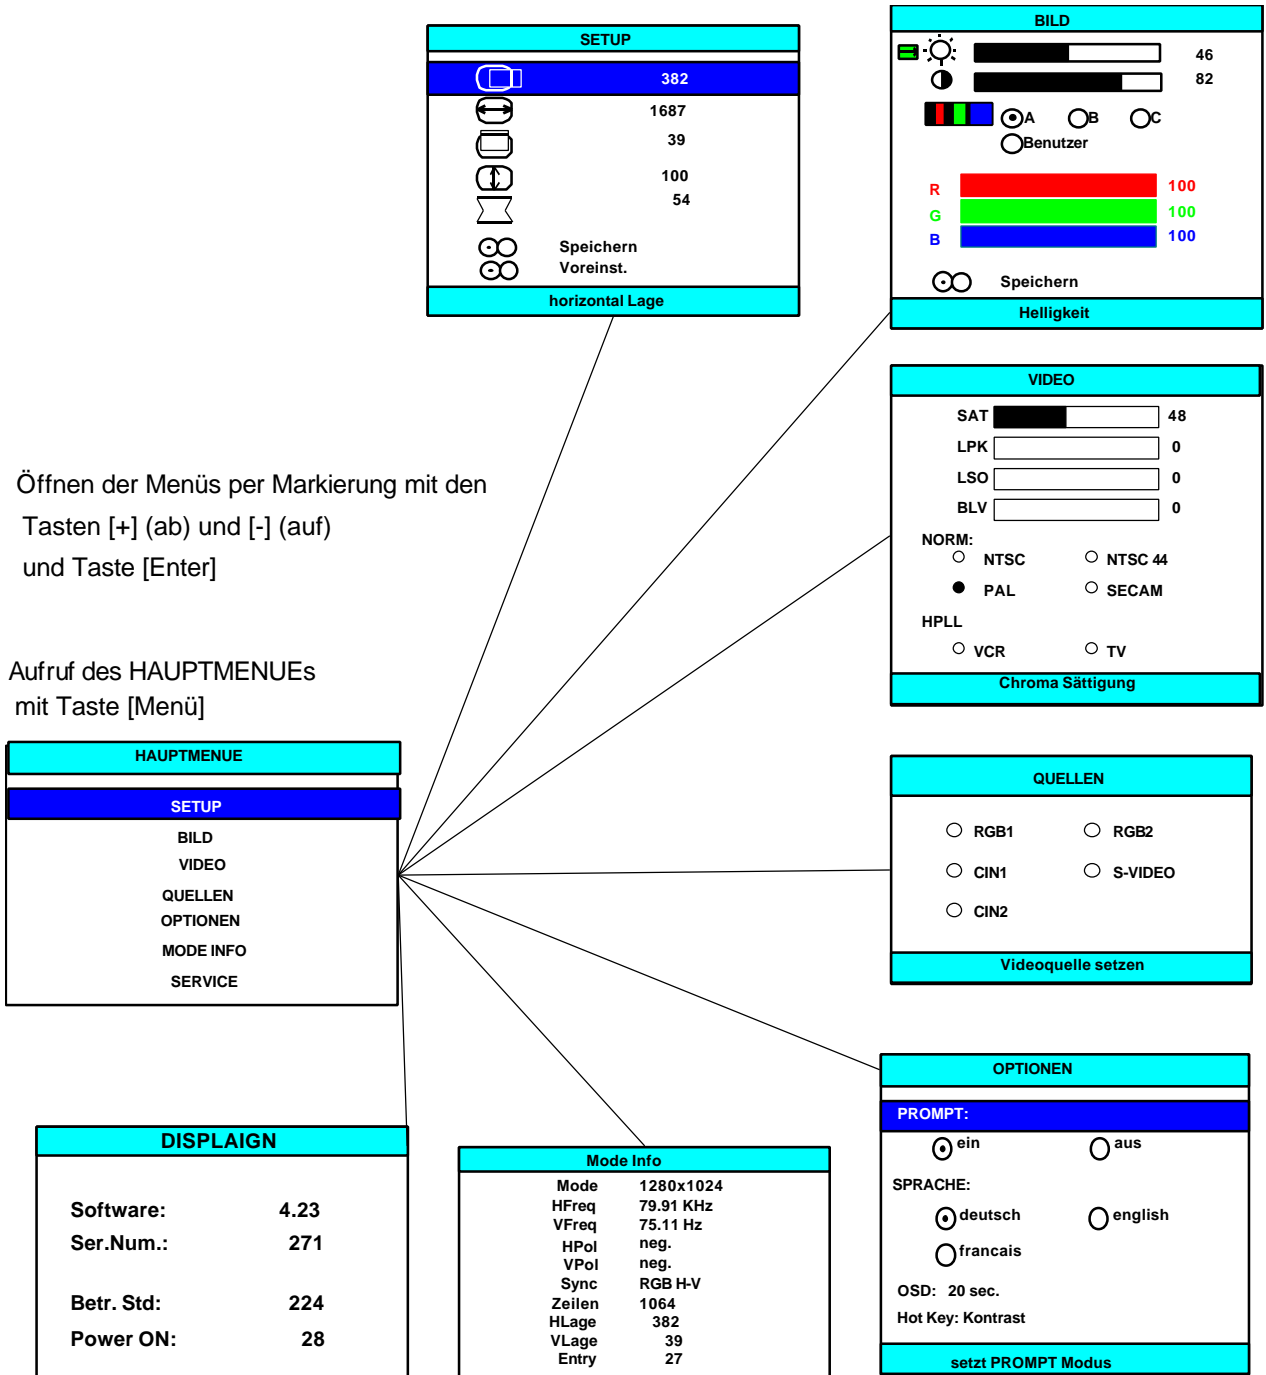 SETUP
382
1687
39
100
54
Speichern
Voreinst.
horizontal Lage
BILD
46
82
A B C
Benutzer
R 100
G 100
B 100
Speichern
Helligkeit
VIDEO
SAT 48
LPK 0
LSO 0
BLV 0
NORM:
NTSC NTSC 44
PAL SECAM
HPLL
VCR TV
Chroma Sättigung
Öffnen der Menüs per Markierung mit den
Tasten [+] (ab) und [-] (auf)
und Taste [Enter]
Aufruf des HAUPTMENUEs
mit Taste [Menü]
HAUPTMENUE
SETUP
BILD
VIDEO
QUELLEN
OPTIONEN
MODE INFO
SERVICE
QUELLEN
RGB1 RGB2
CIN1 S-VIDEO
CIN2
Videoquelle setzen
DISPLAIGN
Software: 4.23
Ser.Num.: 271
Betr. Std: 224
Power ON: 28
Mode Info
Mode 1280x1024
HFreq 79.91 KHz
VFreq 75.11 Hz
HPol neg.
VPol neg.
Sync RGB H-V
Zeilen 1064
HLage 382
VLage 39
Entry 27
OPTIONEN
PROMPT:
ein aus
SPRACHE:
deutsch english
francais
OSD: 20 sec.
Hot Key: Kontrast
setzt PROMPT Modus